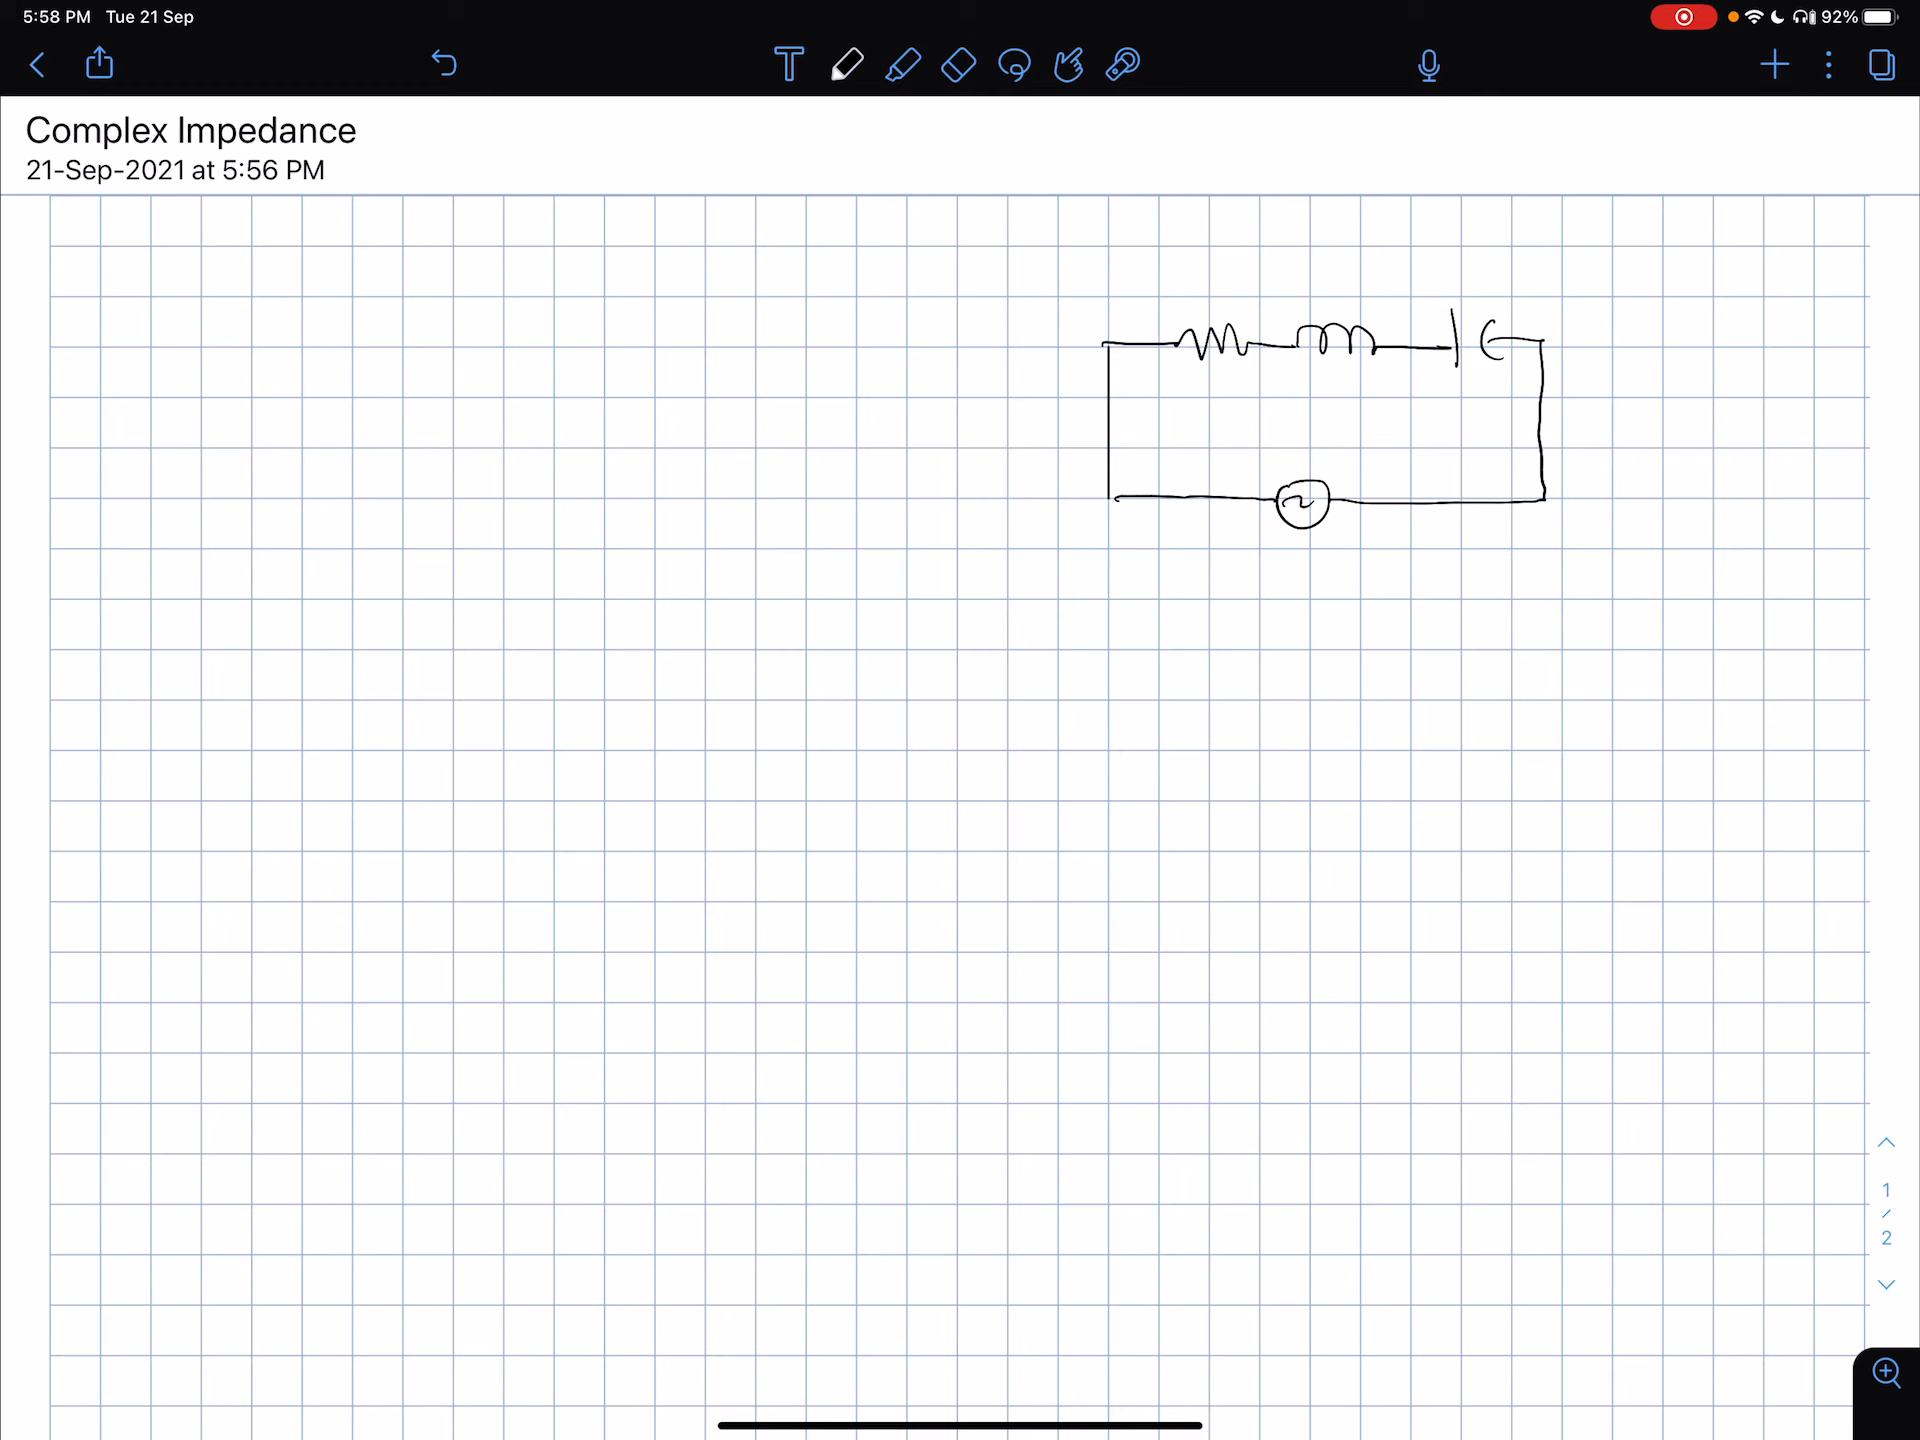 5:58 PM Tue 21 Sep
92%
Complex Impedance
21-Sep-2021 at 5:56 PM
1
/
2